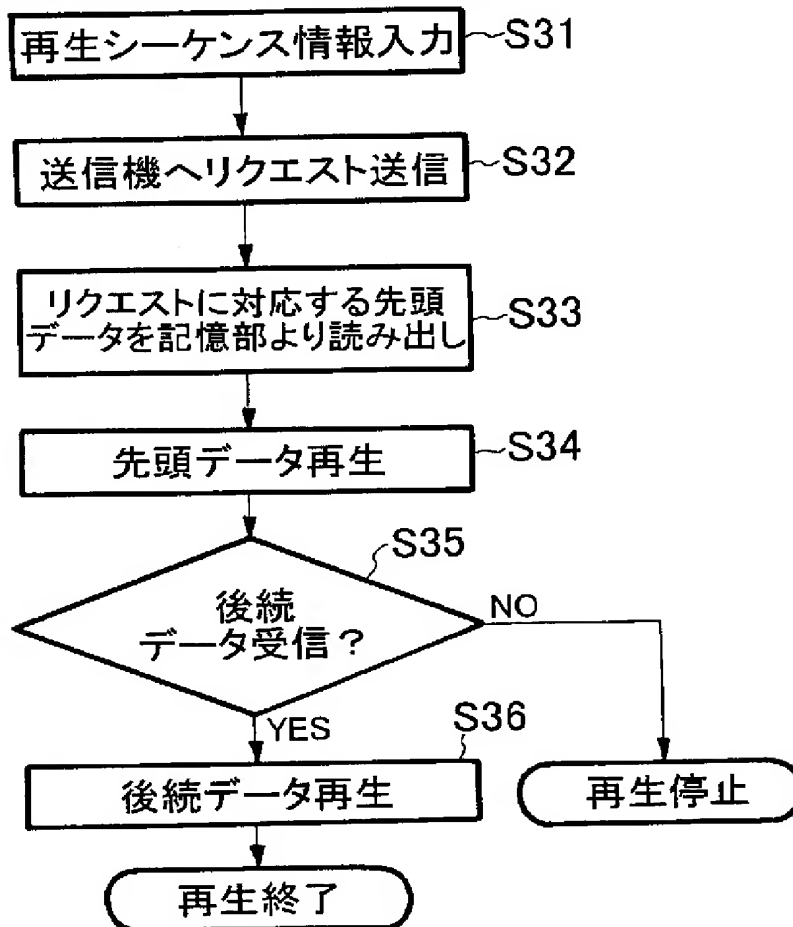 再生シーケンス情報入力
S31
送信機へリクエスト送信
S32
リクエストに対応する先頭
データを記憶部より読み出し
S33
先頭データ再生
S34
S35
後続
データ受信？
NO
YES
S36
後続データ再生
再生停止
再生終了